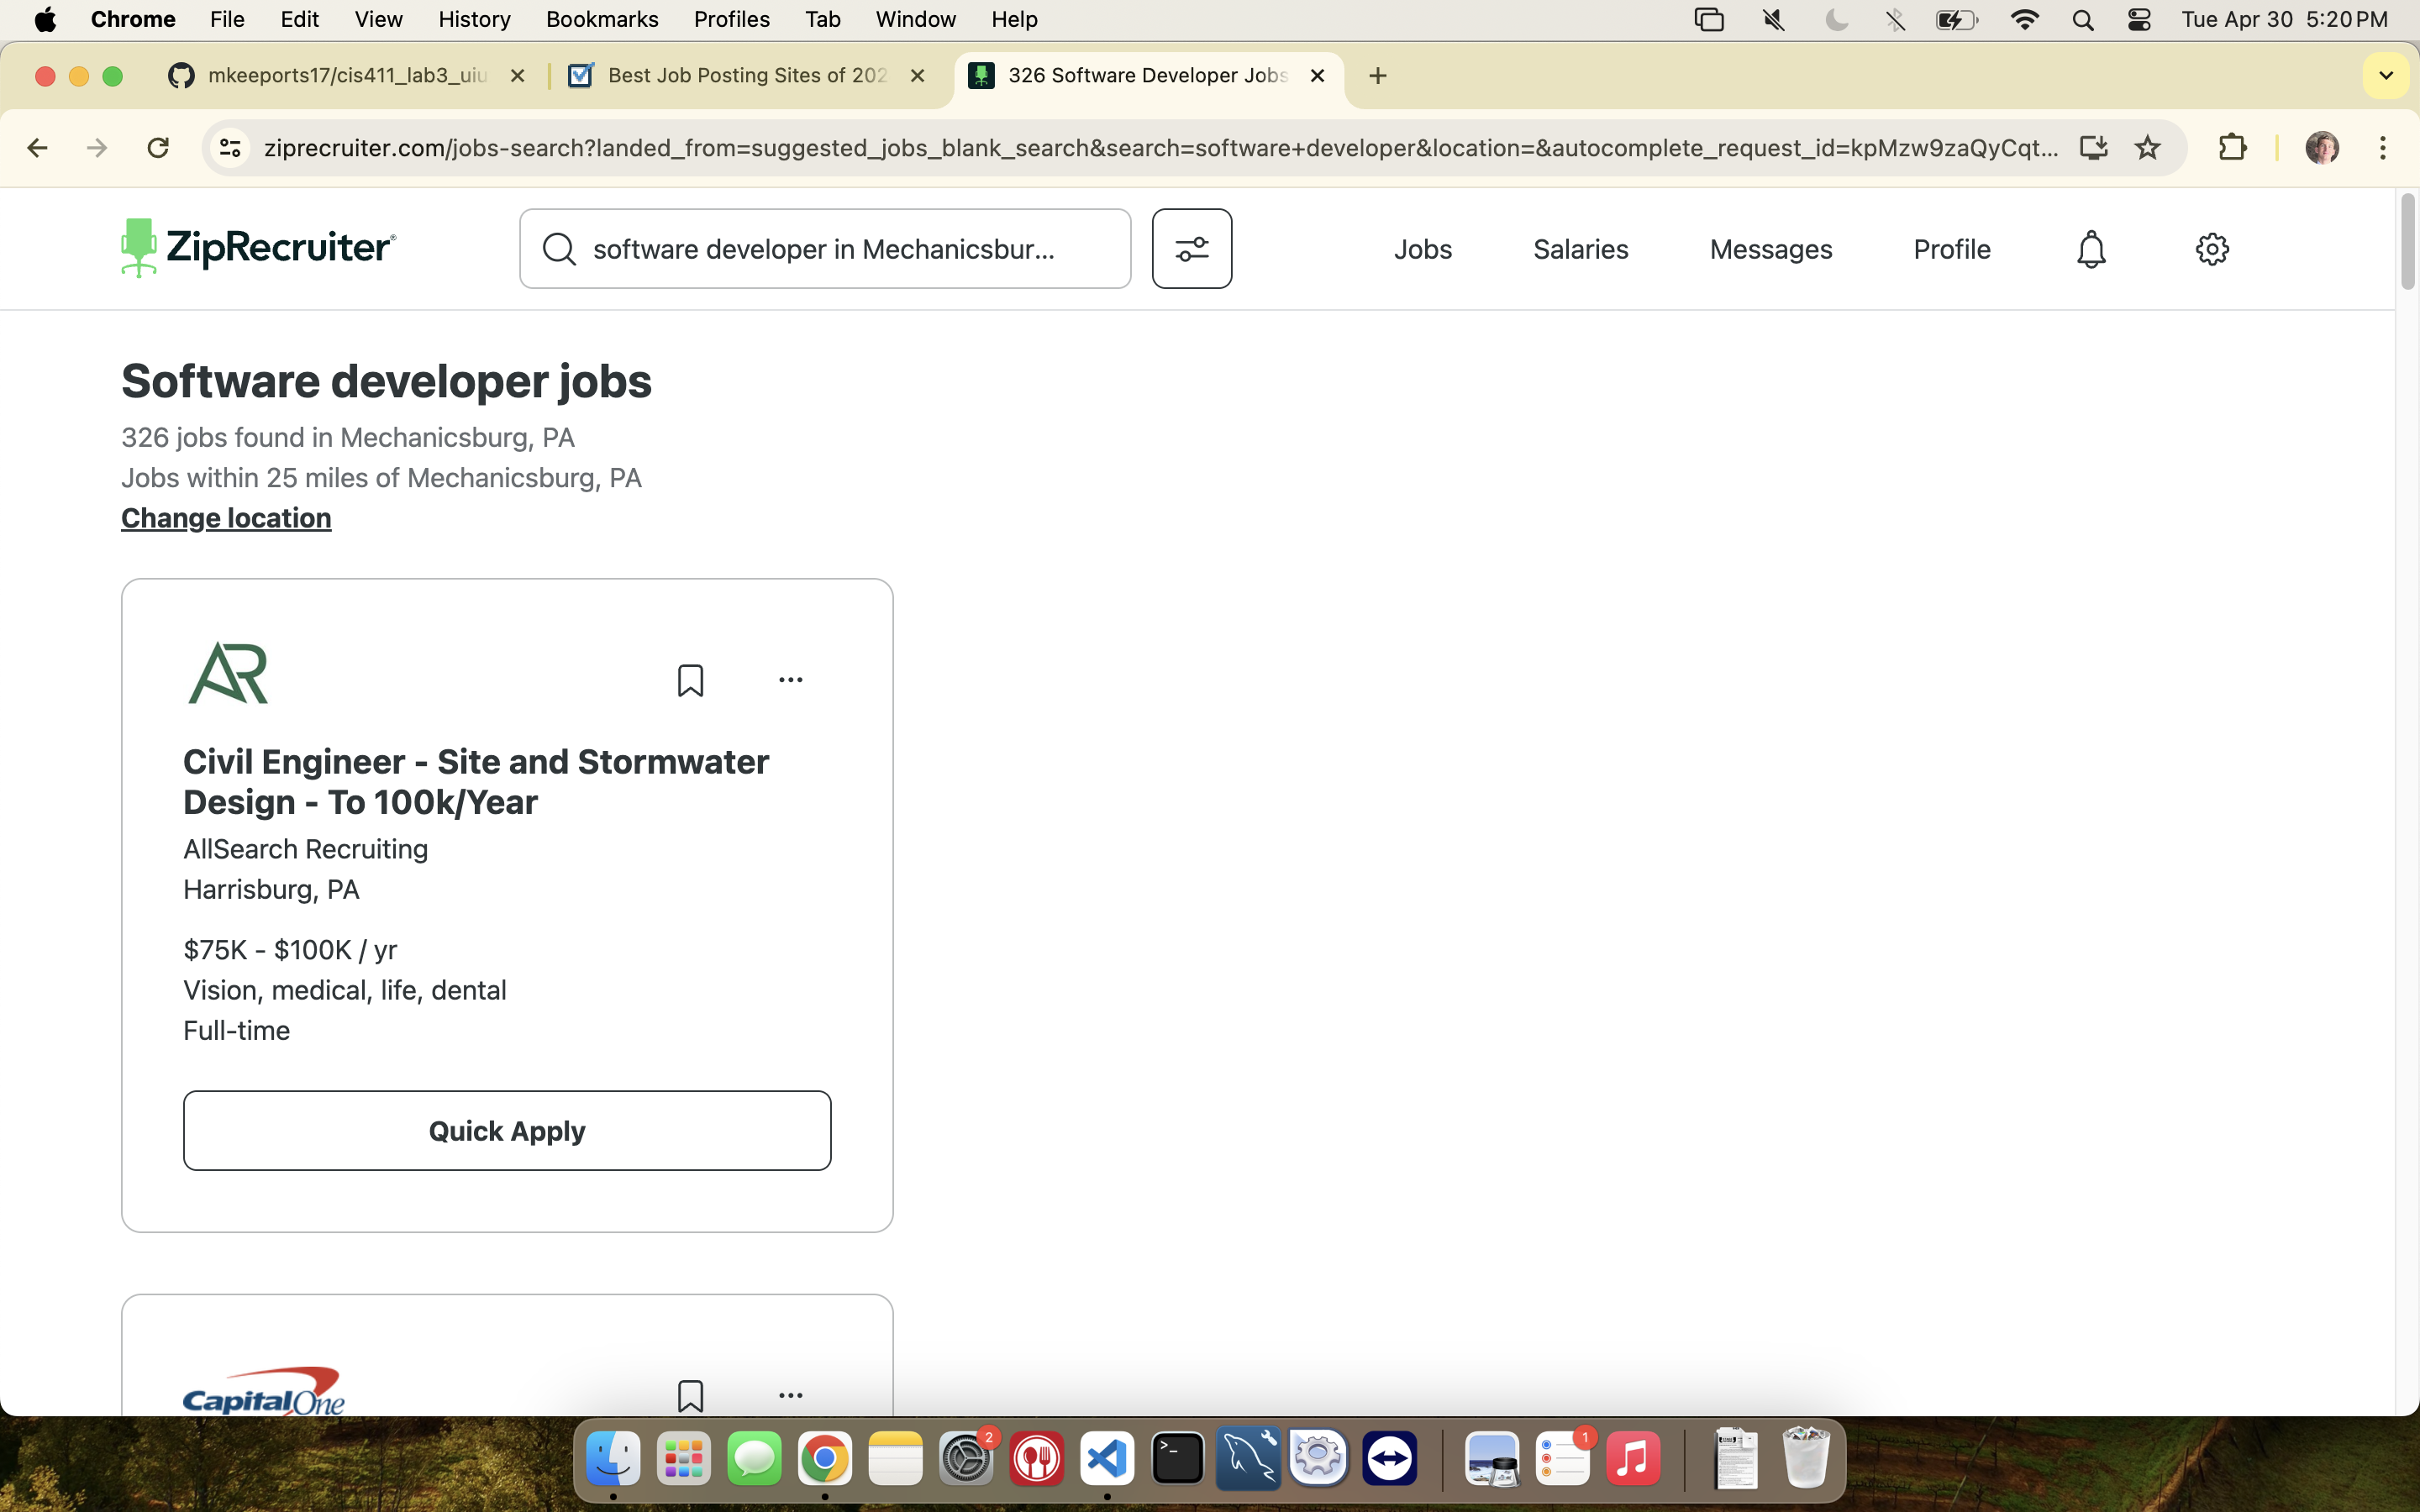 Chrome File Edit View History Bookmarks Profiles Tab Window Help Tue Apr 30 5:20 PM
mkeeports17/cis411_lab3_uiu Best Job Posting Sites of 202 326 Software Developer Jobs
ziprecruiter.com/jobs-search?landed_from=suggested_jobs_blank_search&search=software+developer&location=&autocomplete_request_id=kpMzw9zaQyCqt...
ZipRecruiter® software developer in Mechanicsbur... Jobs Salaries Messages Profile
Software developer jobs
326 jobs found in Mechanicsburg, PA
Jobs within 25 miles of Mechanicsburg, PA
Change location
AR
Civil Engineer - Site and Stormwater
Design - To 100k/Year
AllSearch Recruiting
Harrisburg, PA
$75K - $100K / yr
Vision, medical, life, dental
Full-time
Quick Apply
Capital One
2 1